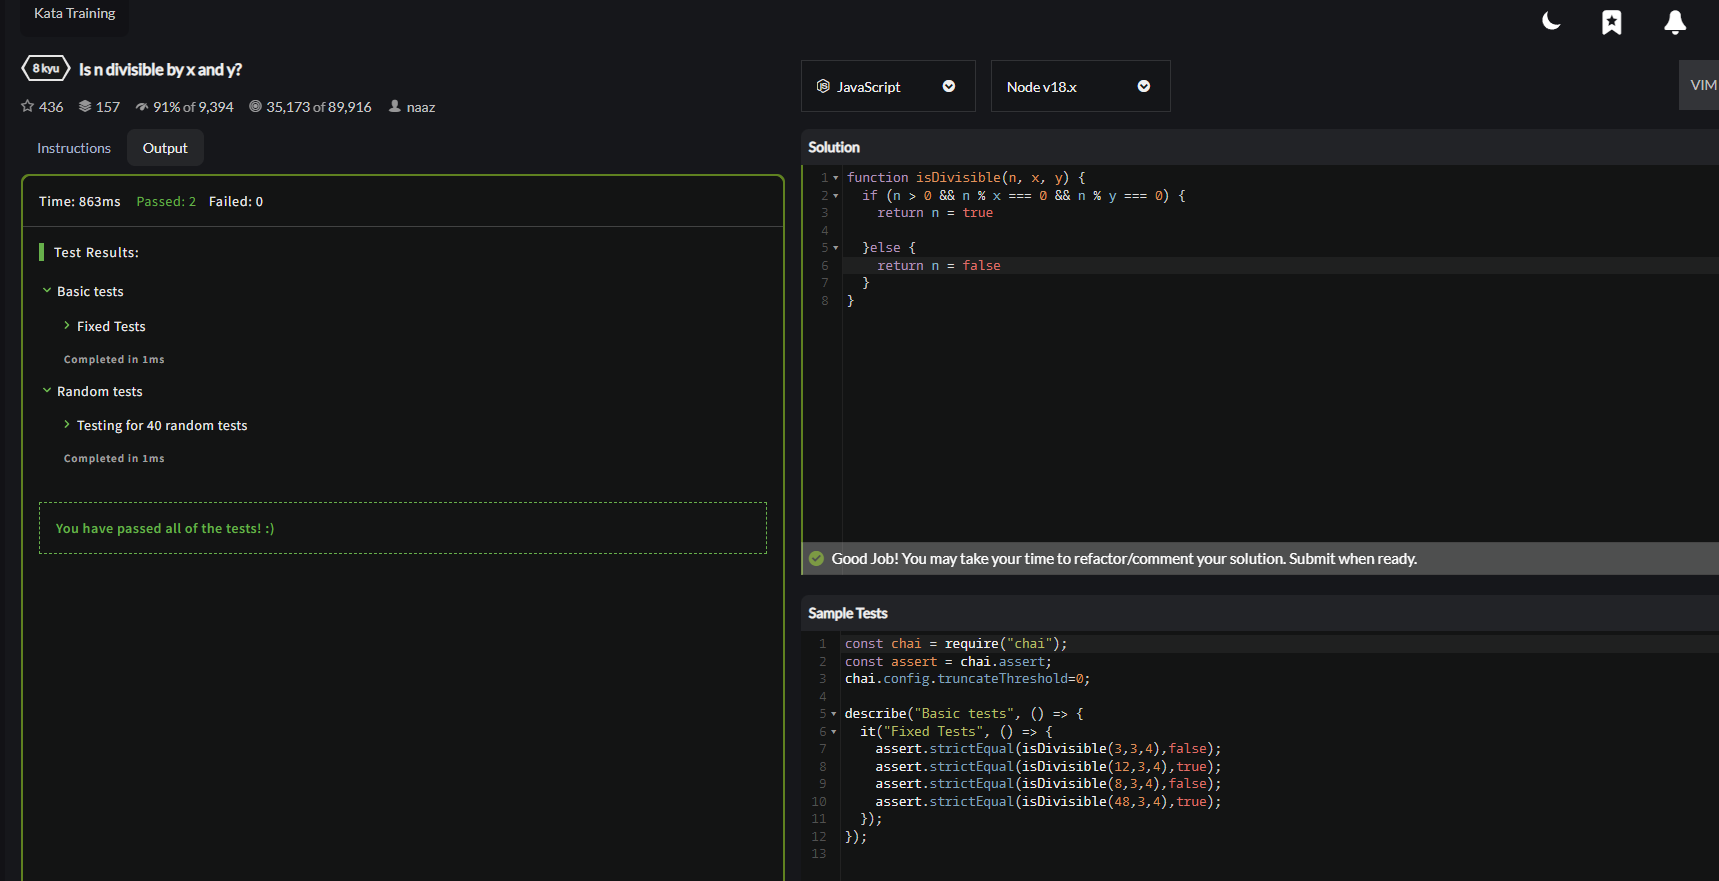 Kata Training
8 kyu Is n divisible by x and y?
436 157 91% of 9,394 35,173 of 89,916 naaz
Instructions Output
Time: 863ms Passed: 2 Failed: 0
Test Results:
Basic tests
Fixed Tests
Completed in 1ms
Random tests
Testing for 40 random tests
Completed in 1ms
You have passed all of the tests! :)
JavaScript Node v18.x VIM
Solution
1 function isDivisible(n, x, y) {
2 if (n > 0 && n % x === 0 && n % y === 0) {
3 return n = true
4
5 }else {
6 return n = false
7 }
8 }
Good Job! You may take your time to refactor/comment your solution. Submit when ready.
Sample Tests
1 const chai = require("chai");
2 const assert = chai.assert;
3 chai.config.truncateThreshold=0;
4
5 describe("Basic tests", () => {
6 it("Fixed Tests", () => {
7 assert.strictEqual(isDivisible(3,3,4),false);
8 assert.strictEqual(isDivisible(12,3,4),true);
9 assert.strictEqual(isDivisible(8,3,4),false);
10 assert.strictEqual(isDivisible(48,3,4),true);
11 });
12 });
13